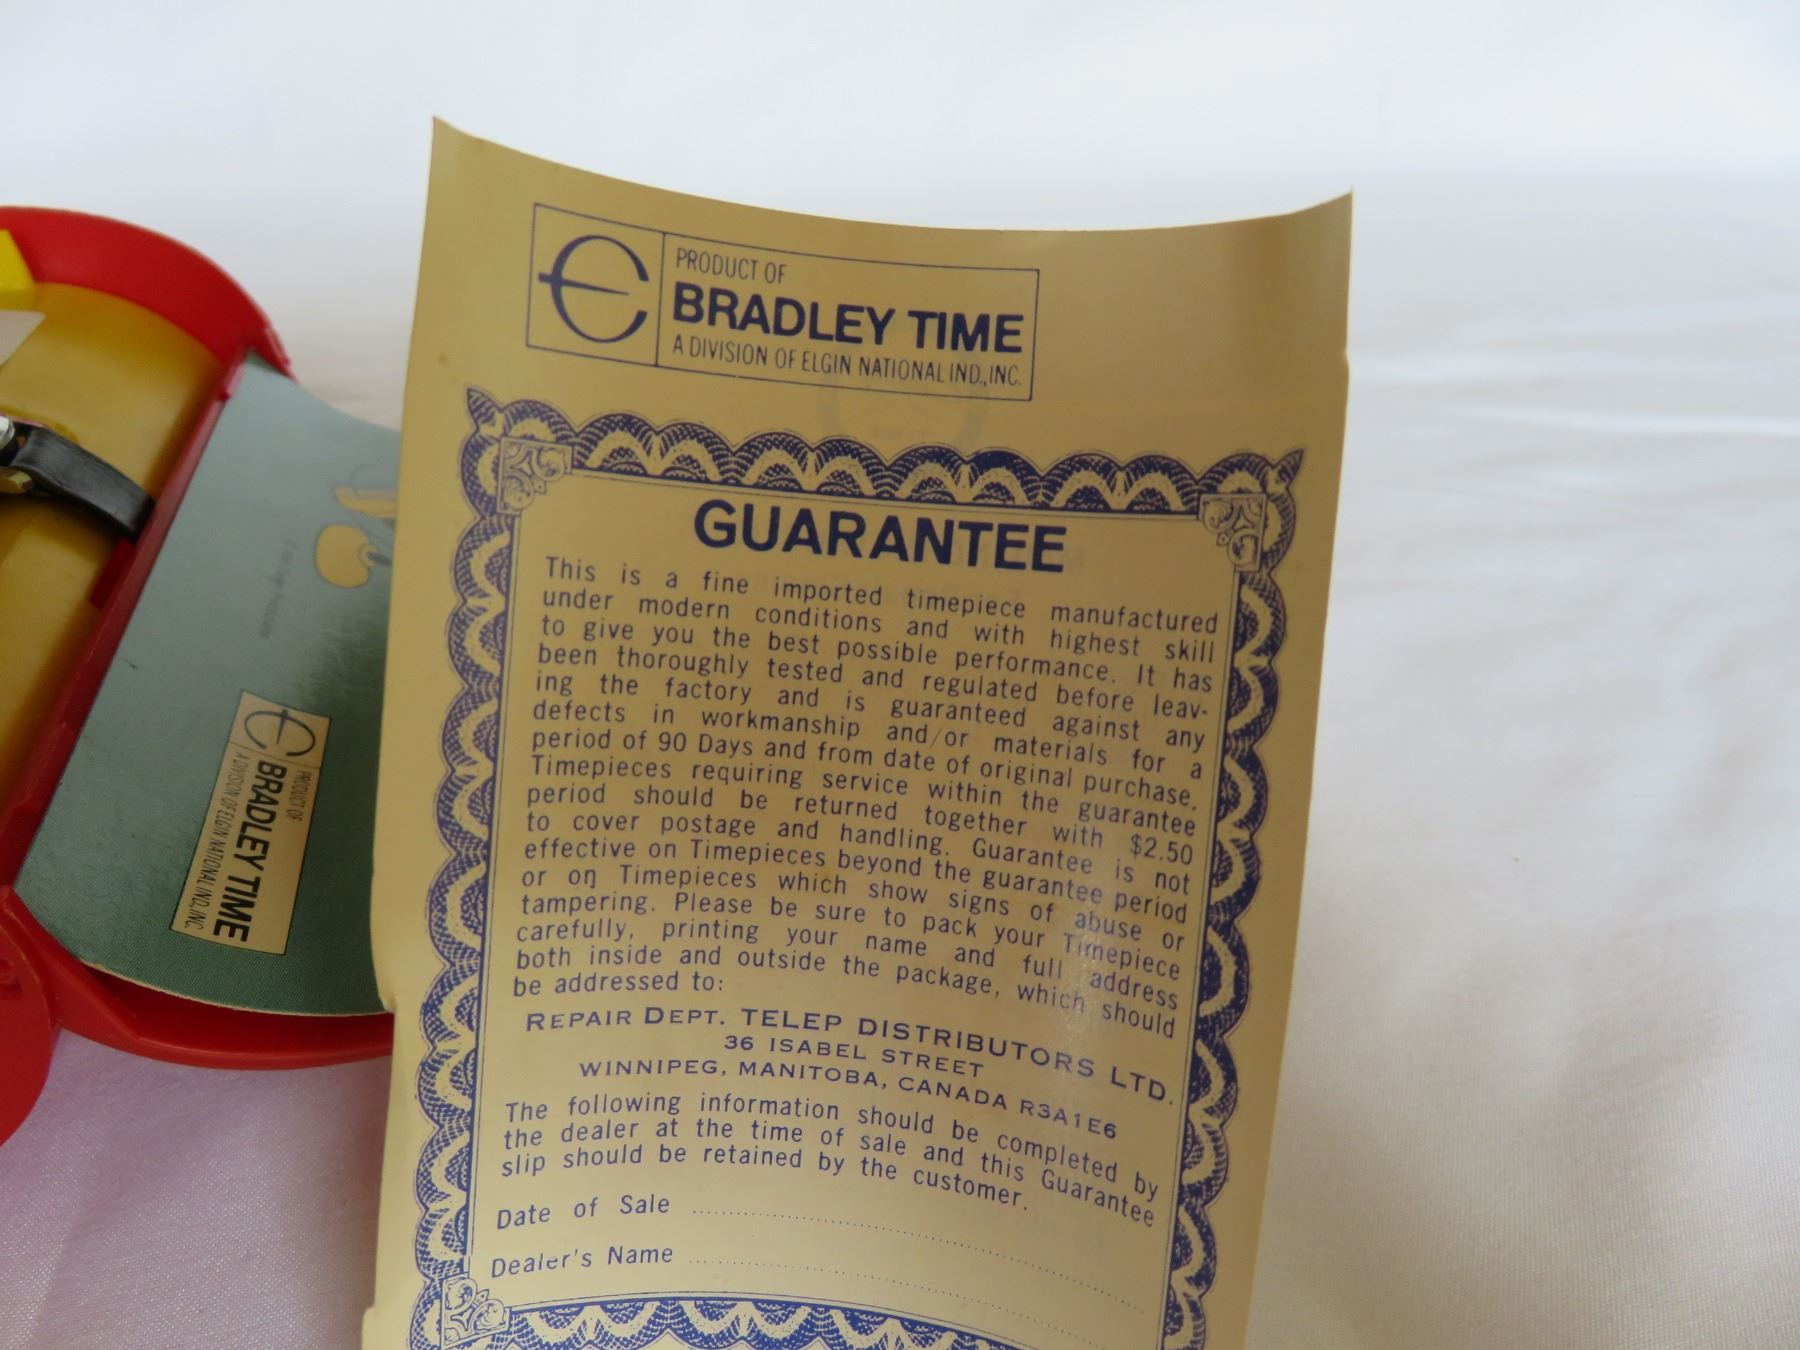 PRODUCT OF
BRADLEY TIME
A DIVISION OF ELGIN NATIONAL IND., INC.
GUARANTEE
This is a fine imported timepiece manufactured
under modern conditions and with highest skill
to give you the best possible performance. It has
been thoroughly tested and regulated before leav-
ing the factory and is guaranteed against any
defects in workmanship and/or materials for a
period of 90 Days and from date of original purchase.
Timepieces requiring service within the guarantee
period should be returned together with $2.50
to cover postage and handling. Guarantee is not
effective on Timepieces beyond the guarantee period
or on Timepieces which show signs of abuse or
tampering. Please be sure to pack your Timepiece
carefully, printing your name and full address
both inside and outside the package, which should
be addressed to:
REPAIR DEPT. TELEP DISTRIBUTORS LTD.
36 ISABEL STREET
WINNIPEG, MANITOBA, CANADA R3A1E6
The following information should be completed by
the dealer at the time of sale and this Guarantee
slip should be retained by the customer.
Date of Sale
Dealer's Name
PRODUCT OF
BRADLEY TIME
A DIVISION OF ELGIN NATIONAL IND., INC.